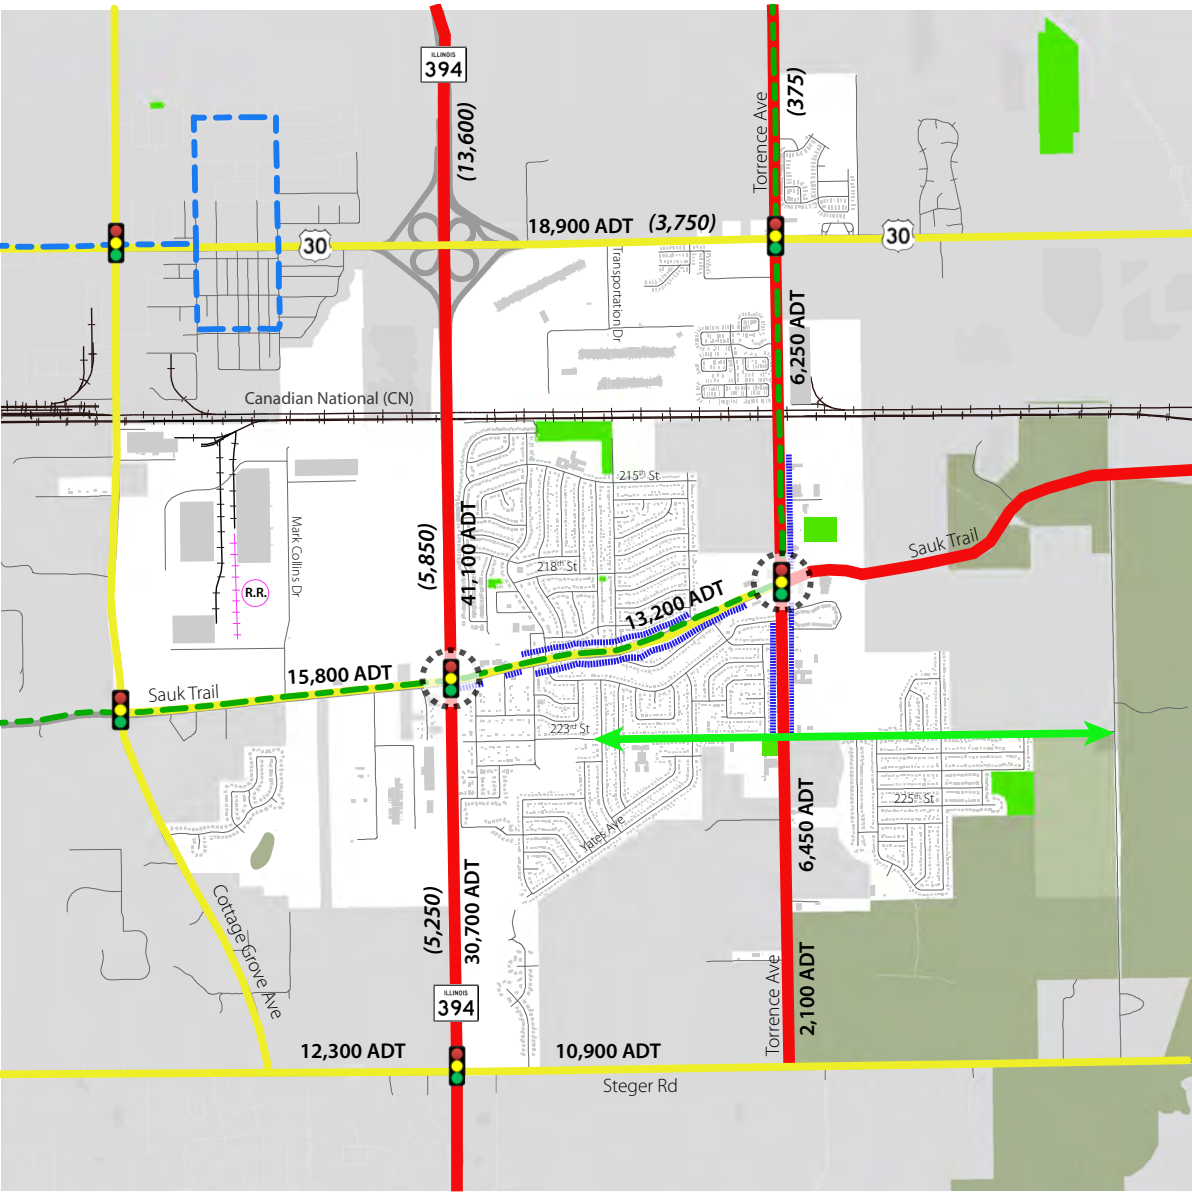 ILLINOIS
394
(13,600)
Torrence Ave
(375)
18,900 ADT (3,750)
30
30
Transportation Dr
6,250 ADT
Canadian National (CN)
215th St
Mark Collins Dr
(5,850)
41,100 ADT
218th St
Sauk Trail
R.R.
13,200 ADT
15,800 ADT
Sauk Trail
223rd St
225th St
Yates Ave
6,450 ADT
Cottage Grove Ave
(5,250)
30,700 ADT
Torrence Ave
2,100 ADT
ILLINOIS
394
12,300 ADT
10,900 ADT
Steger Rd